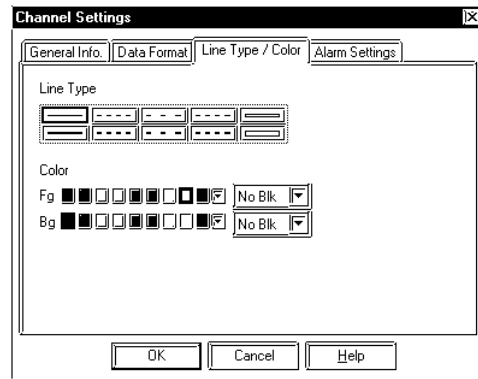 Channel Settings
General Info. Data Format Line Type / Color Alarm Settings
Line Type
Color
Fg No Blk
Bg No Blk
OK Cancel Help